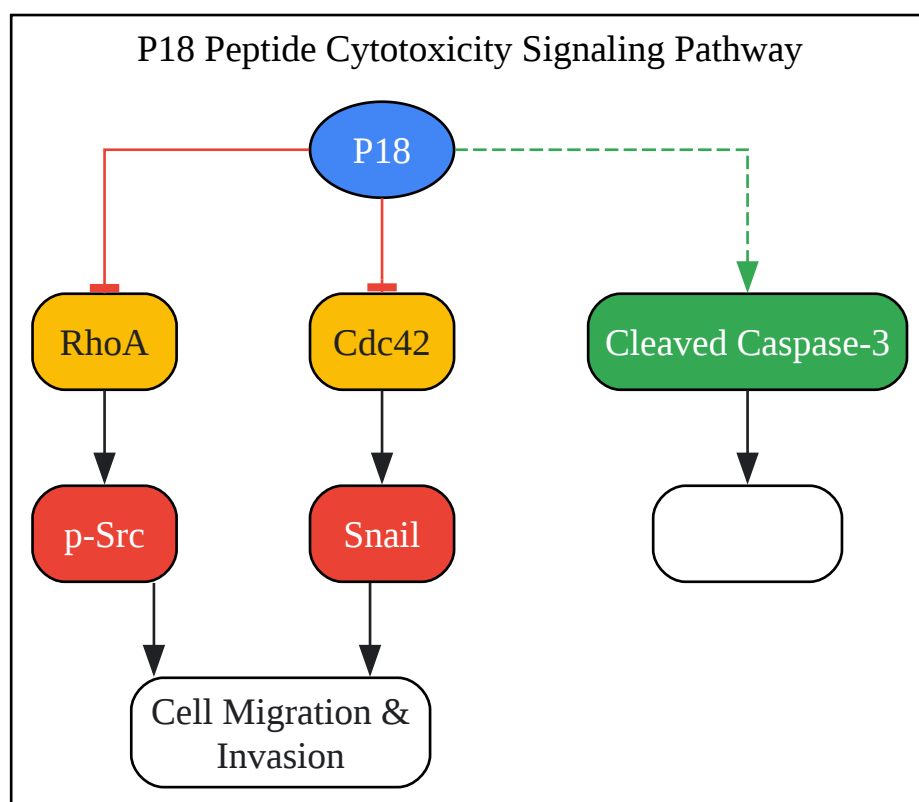 P18 Peptide Cytotoxicity Signaling Pathway
P18
RhoA
Cdc42
Cleaved Caspase-3
p-Src
Snail
Cell Migration &
Invasion